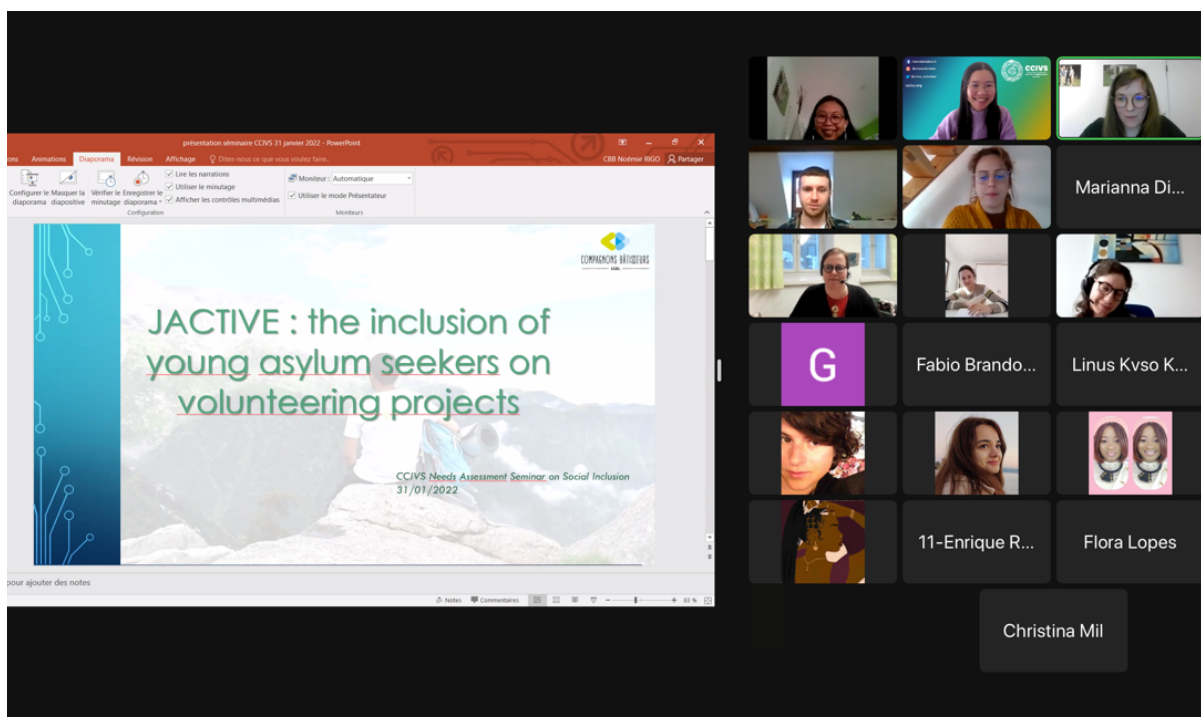 présentation séminaire CCIVS 31 janvier 2022 - PowerPoint
ons Animations Diaporama Révision Affichage Dites-nous ce que vous voulez faire.
CBB Noémie RIGO Partager
Configurer le diaporama
Masquer la diapositive
Vérifier le minutage
Enregistrer le diaporama
Lire les narrations
Utiliser le minutage
Afficher les contrôles multimédias
Configuration
Moniteur : Automatique
Utiliser le mode Présentateur
Moniteurs
COMPAGNONS BÂTISSEURS
JACTIVE : the inclusion of
young asylum seekers on
volunteering projects
CCIVS Needs Assessment Seminar on Social Inclusion
31/01/2022
pour ajouter des notes
Notes Commentaires
83 %
CCIVS
Marianna Di...
G
Fabio Brando...
Linus Kvso K...
11-Enrique R...
Flora Lopes
Christina Mil